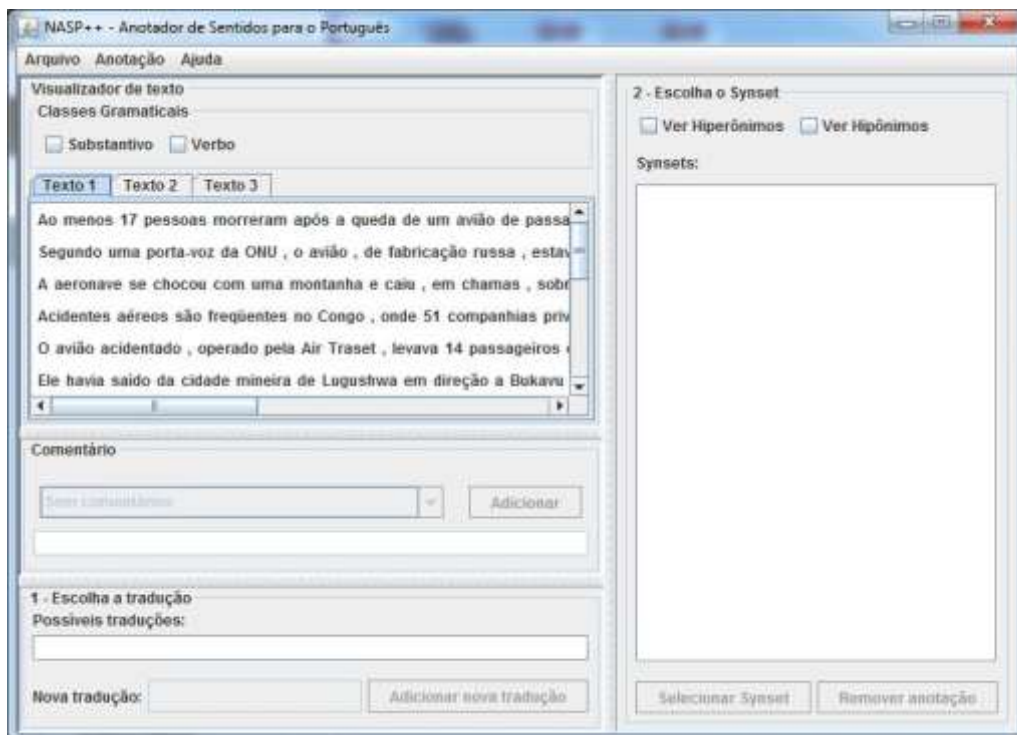 NASP++ - Anotador de Sentidos para o Português
Arquivo Anotação Ajuda
Visualizador de texto
Classes Gramaticais
Substantivo Verbo
Texto 1 Texto 2 Texto 3
Ao menos 17 pessoas morreram após a queda de um avião de passa
Segundo uma porta-voz da ONU , o avião , de fabricação russa , estav
A aeronave se chocou com uma montanha e caiu , em chamas , sobr
Acidentes aéreos são freqüentes no Congo , onde 51 companhias priv
O avião acidentado , operado pela Air Traset , levava 14 passageiros
Ele havia saído da cidade mineira de Lugushwa em direção a Bukavu
Comentário
Sem comentários
Adicionar
1 - Escolha a tradução
Possíveis traduções:
Nova tradução:
Adicionar nova tradução
2 - Escolha o Synset
Ver Hiperônimos Ver Hipônimos
Synsets:
Selecionar Synset Remover anotação